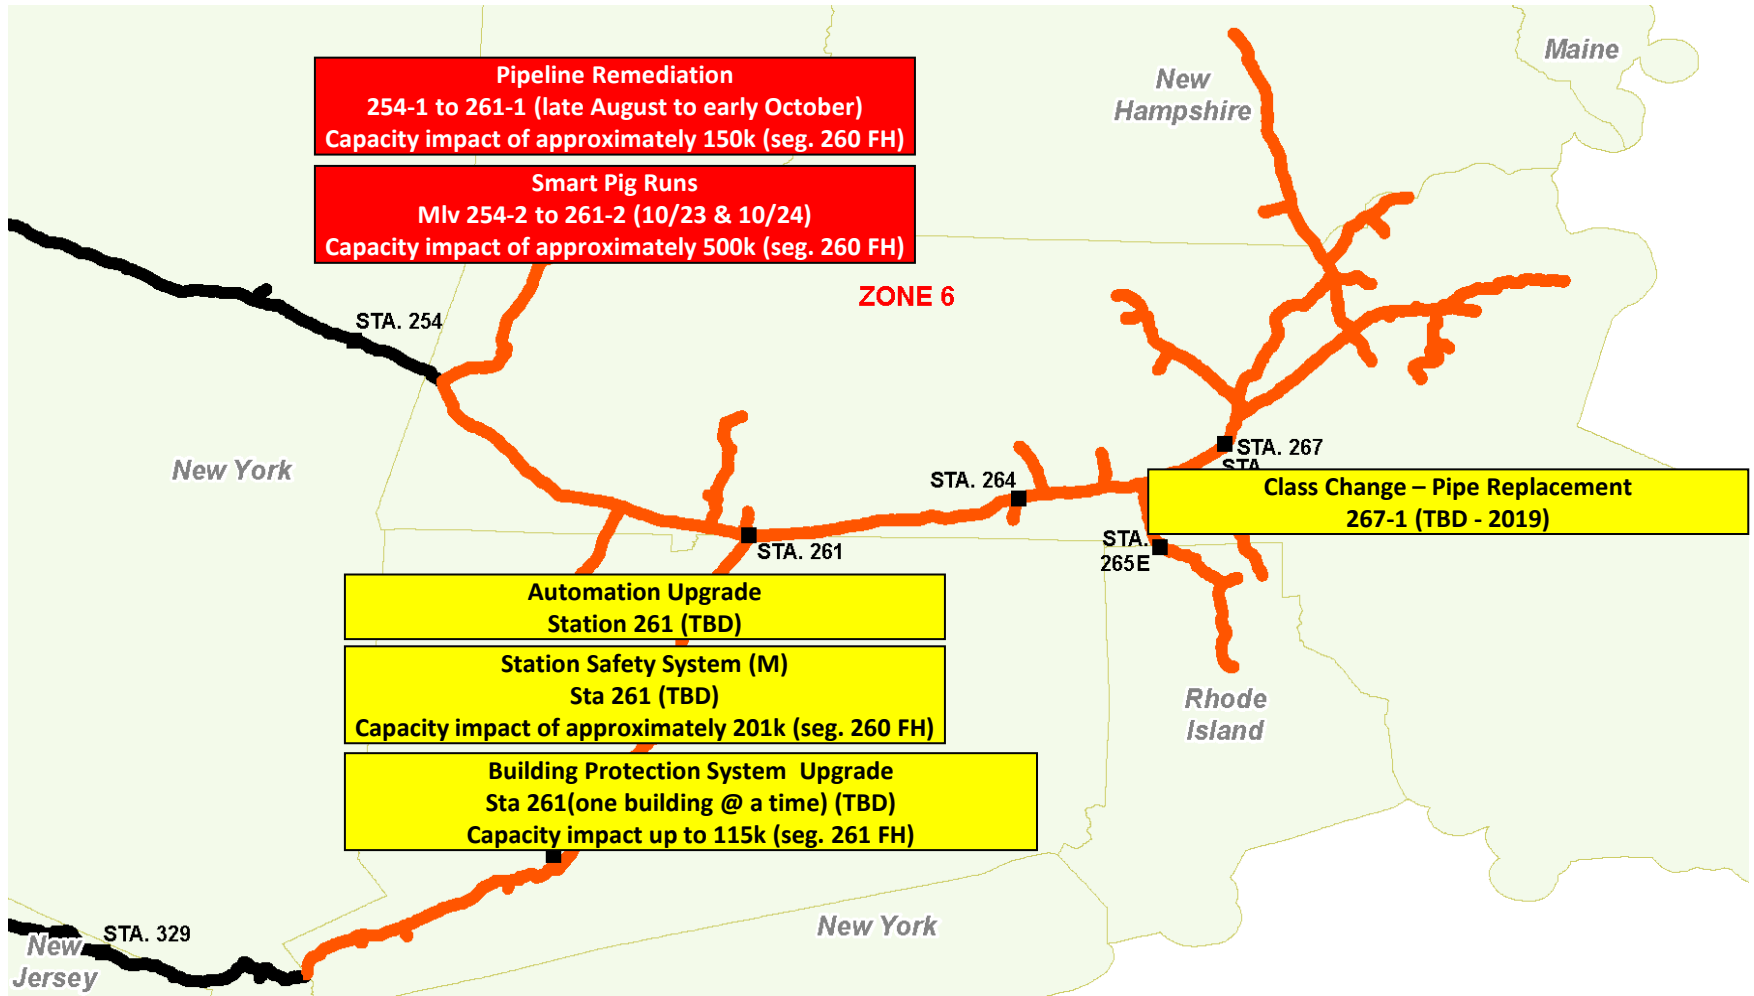 Maine
New
Hampshire
Pipeline Remediation
254-1 to 261-1 (late August to early October)
Capacity impact of approximately 150k (seg. 260 FH)
Smart Pig Runs
Mlv 254-2 to 261-2 (10/23 & 10/24)
Capacity impact of approximately 500k (seg. 260 FH)
ZONE 6
STA. 254
New York
STA. 267
STA.
STA. 264
Class Change – Pipe Replacement
267-1 (TBD - 2019)
STA. 261
STA.
265E
Automation Upgrade
Station 261 (TBD)
Station Safety System (M)
Sta 261 (TBD)
Capacity impact of approximately 201k (seg. 260 FH)
Rhode
Island
Building Protection System  Upgrade
Sta 261(one building @ a time) (TBD)
Capacity impact up to 115k (seg. 261 FH)
New York
STA. 329
New
Jersey